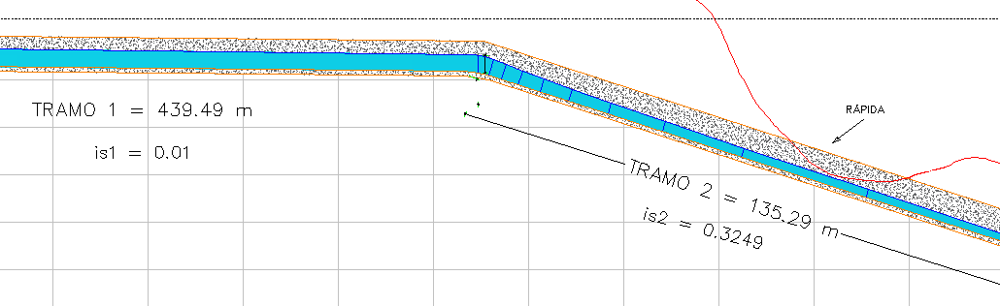 TRAMO 1 = 439.49 m
is1 = 0.01
RÁPIDA
TRAMO 2 = 135.29 m
is2 = 0.3249